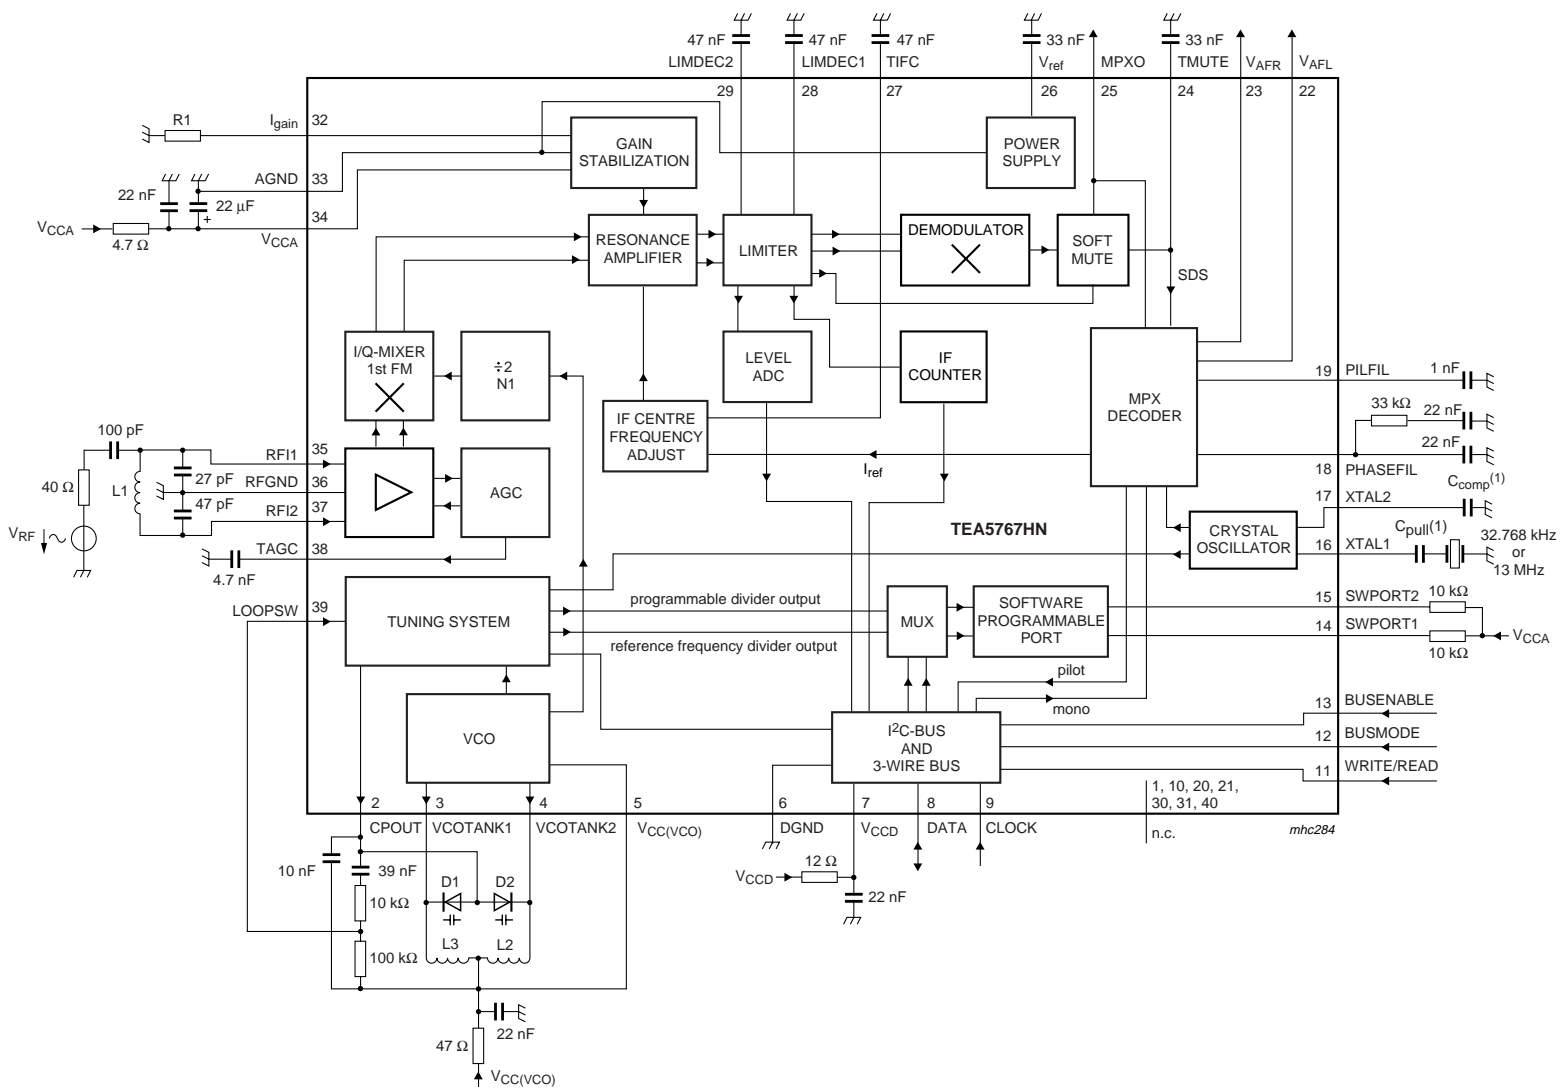 47 nF
47 nF
47 nF
33 nF
33 nF
LIMDEC2
LIMDEC1
TIFC
Vref
MPXO
TMUTE
VAFR
VAFL
29
28
27
26
25
24
23
22
R1
Igain
32
GAIN
STABILIZATION
POWER
SUPPLY
AGND
33
22 nF
22 μF
+
34
VCCA
4.7 Ω
VCCA
RESONANCE
AMPLIFIER
LIMITER
DEMODULATOR
SOFT
MUTE
SDS
I/Q-MIXER
1st FM
÷2
N1
LEVEL
ADC
IF
COUNTER
MPX
DECODER
19
PILFIL
1 nF
33 kΩ
22 nF
22 nF
18
PHASEFIL
IF CENTRE
FREQUENCY
ADJUST
Iref
100 pF
35
RFI1
27 pF
RFGND
36
40 Ω
L1
47 pF
37
RFI2
VRF
AGC
TAGC
38
4.7 nF
TEA5767HN
CRYSTAL
OSCILLATOR
17
XTAL2
Ccomp(1)
16
XTAL1
Cpull(1)
32.768 kHz
or
13 MHz
LOOPSW
39
TUNING SYSTEM
programmable divider output
reference frequency divider output
MUX
SOFTWARE
PROGRAMMABLE
PORT
15
SWPORT2
10 kΩ
14
SWPORT1
10 kΩ
VCCA
pilot
mono
VCO
I2C-BUS
AND
3-WIRE BUS
13
BUSENABLE
12
BUSMODE
11
WRITE/READ
1, 10, 20, 21,
30, 31, 40
n.c.
mhc284
2
3
4
5
6
7
8
9
CPOUT
VCOTANK1
VCOTANK2
VCC(VCO)
DGND
VCCD
DATA
CLOCK
10 nF
39 nF
10 kΩ
100 kΩ
D1
D2
L3
L2
VCCD
12 Ω
22 nF
22 nF
47 Ω
VCC(VCO)